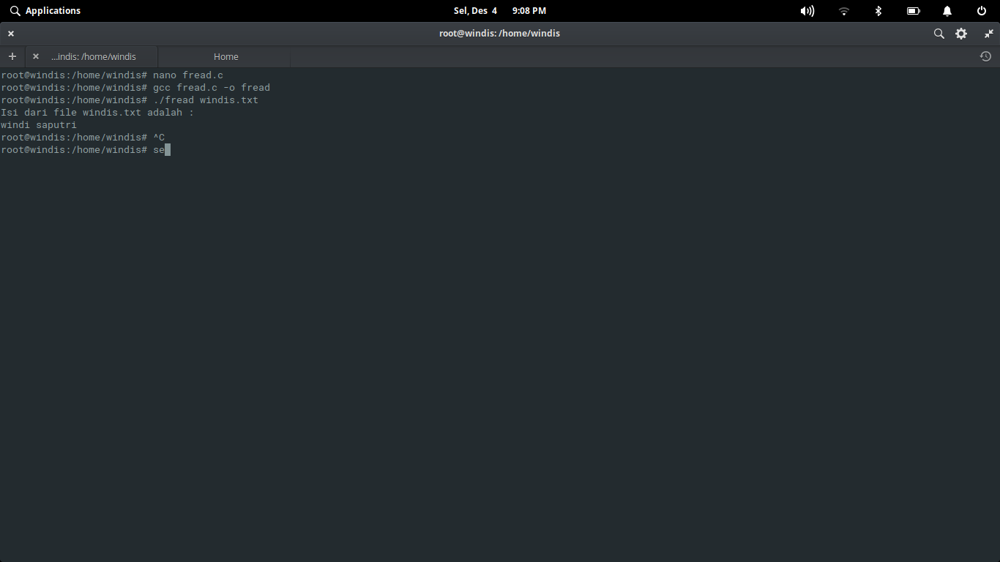 Applications
Sel, Des 4 9:08 PM
root@windis: /home/windis
...indis: /home/windis
Home
root@windis:/home/windis# nano fread.c
root@windis:/home/windis# gcc fread.c -o fread
root@windis:/home/windis# ./fread windis.txt
Isi dari file windis.txt adalah :
windi saputri
root@windis:/home/windis# ^C
root@windis:/home/windis# se